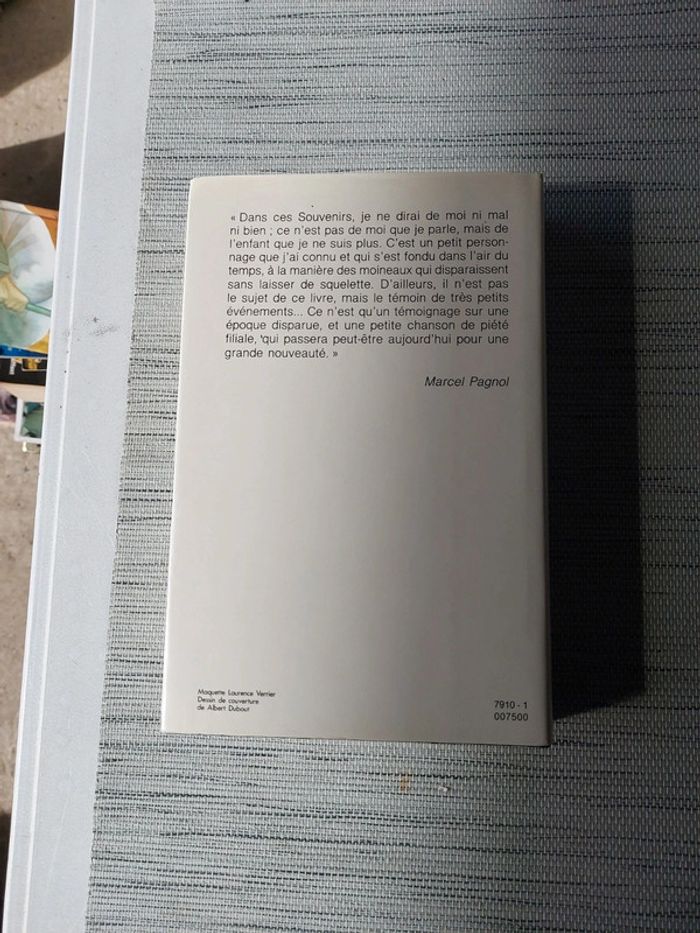 « Dans ces Souvenirs, je ne dirai de moi ni mal
ni bien ; ce n'est pas de moi que je parle, mais de
l'enfant que je ne suis plus. C'est un petit person-
nage que j'ai connu et qui s'est fondu dans l'air du
temps, à la manière des moineaux qui disparaissent
sans laisser de squelette. D'ailleurs, il n'est pas
le sujet de ce livre, mais le témoin de très petits
événements... Ce n'est qu'un témoignage sur une
époque disparue, et une petite chanson de piété
filiale, qui passera peut-être aujourd'hui pour une
grande nouveauté. »
Marcel Pagnol
Maquette Laurence Verrier
Dessin de couverture
de Albert Dubout
7910 - 1
007500